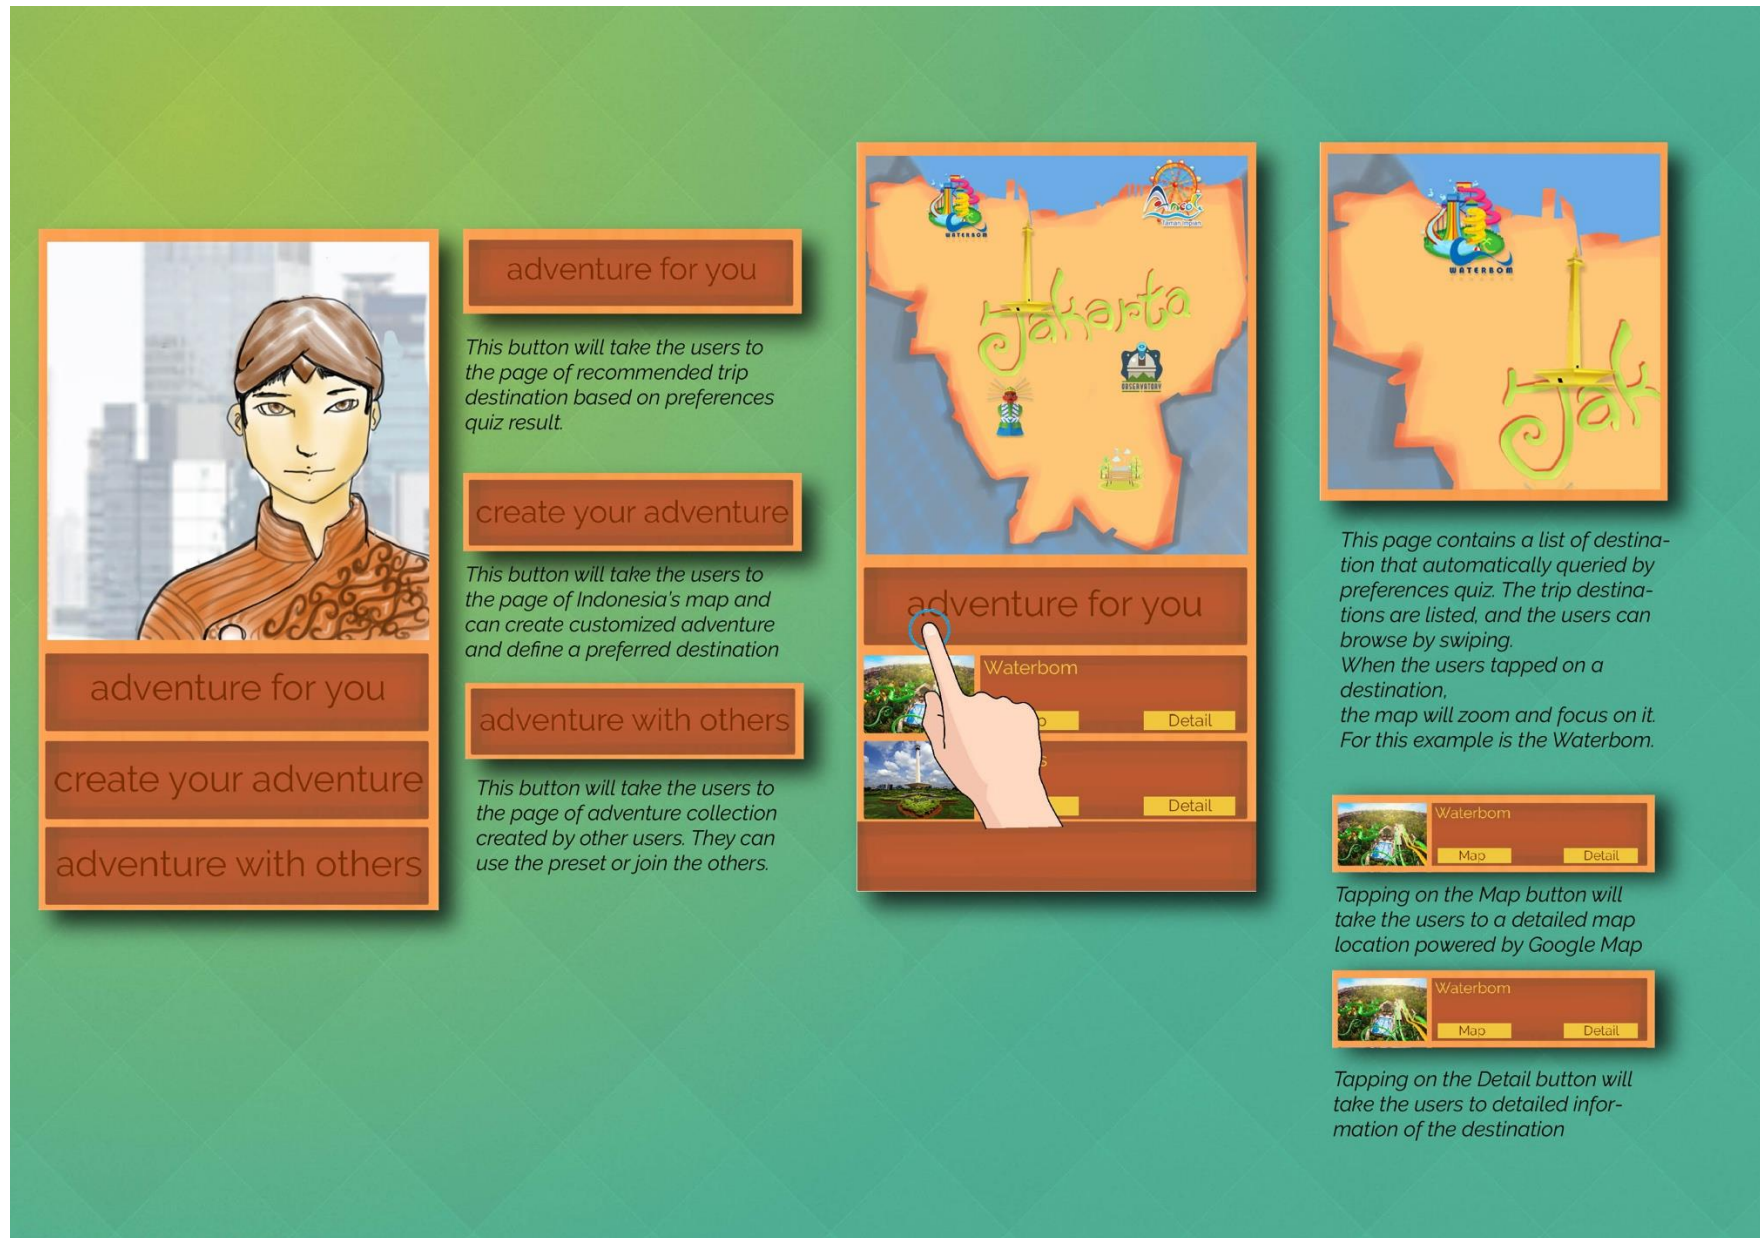 adventure for you
create your adventure
adventure with others
adventure for you
This button will take the users to
the page of recommended trip
destination based on preferences
quiz result.
create your adventure
This button will take the users to
the page of Indonesia's map and
can create customized adventure
and define a preferred destination
adventure with others
This button will take the users to
the page of adventure collection
created by other users. They can
use the preset or join the others.
WATERBOM
Ancol
Taman Impian
Jakarta
OBSERVATORY
adventure for you
Waterbom
Detail
Detail
WATERBOM
Jak
This page contains a list of destina-
tion that automatically queried by
preferences quiz. The trip destina-
tions are listed, and the users can
browse by swiping.
When the users tapped on a
destination,
the map will zoom and focus on it.
For this example is the Waterbom.
Waterbom
Map
Detail
Tapping on the Map button will
take the users to a detailed map
location powered by Google Map
Waterbom
Map
Detail
Tapping on the Detail button will
take the users to detailed infor-
mation of the destination